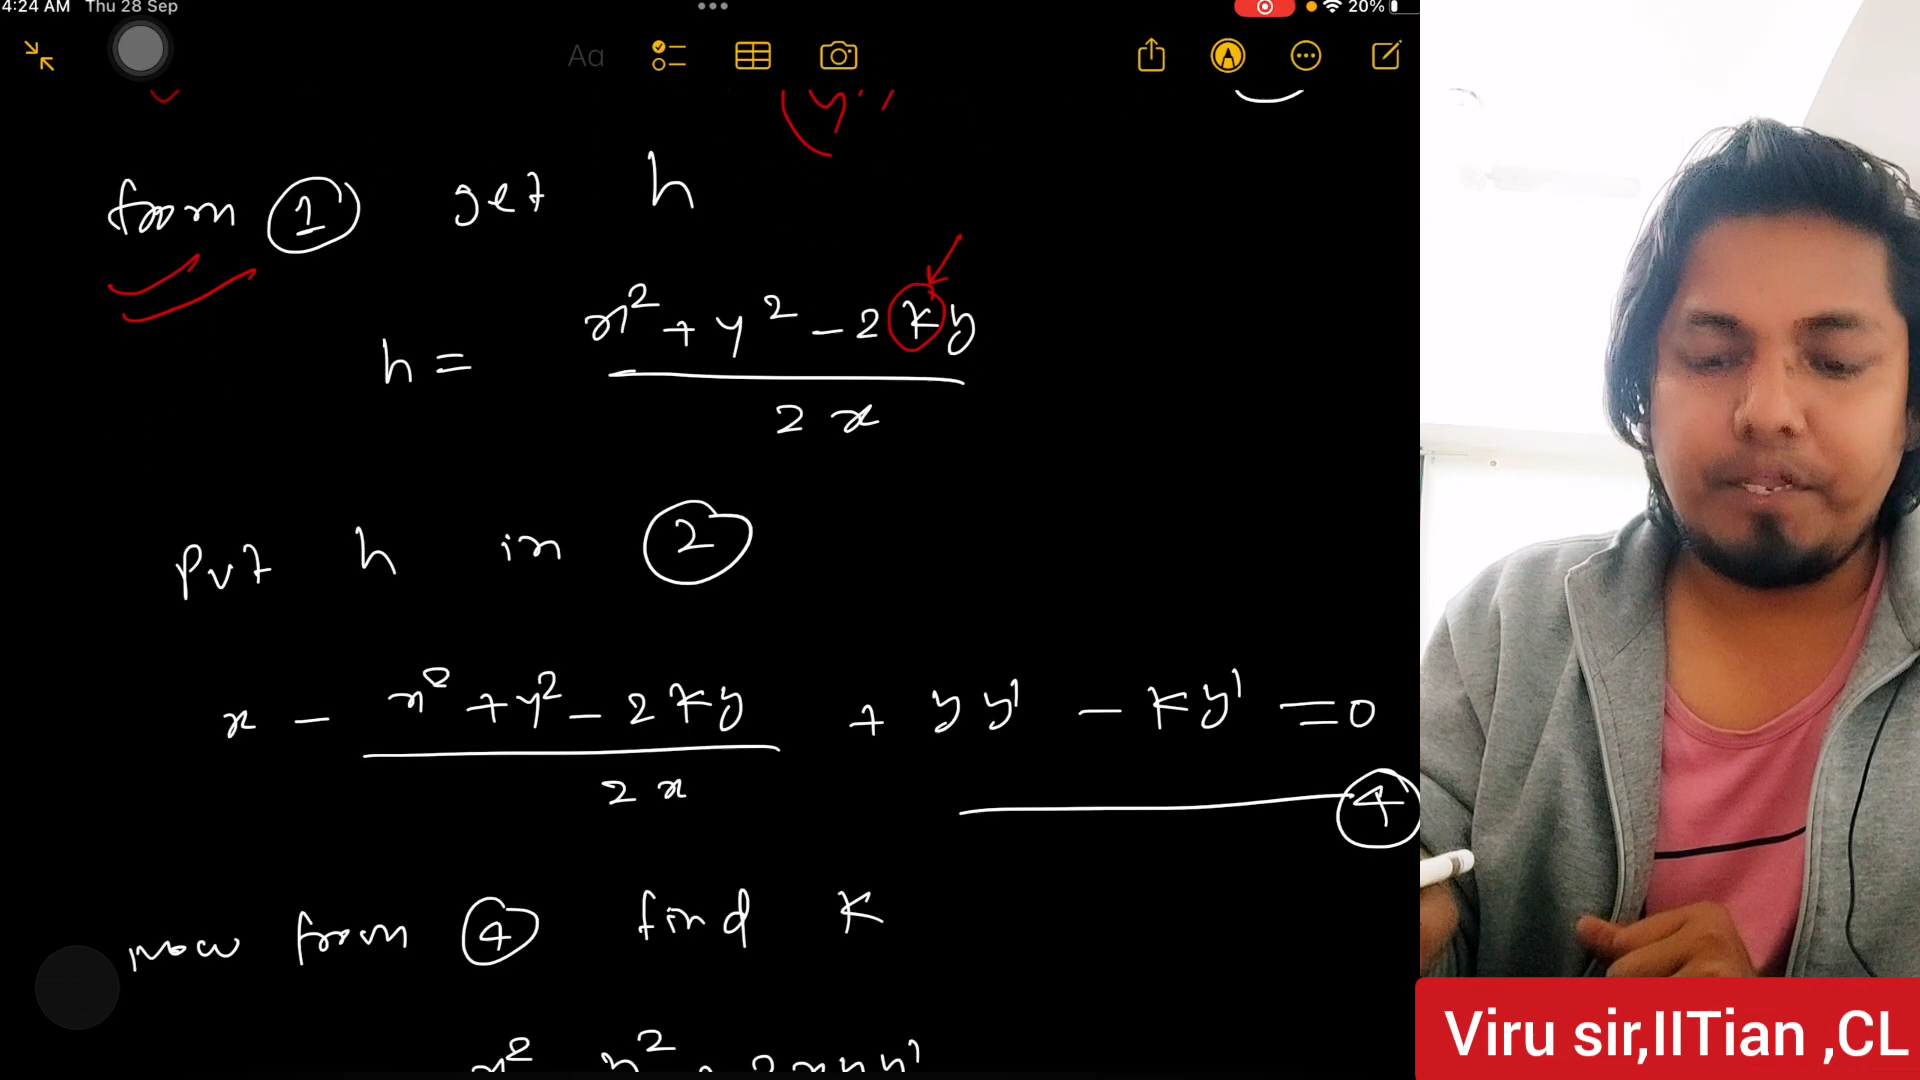 4:24 AM Thu 28 Sep
20%
Aa
from ① get h
h = x² + y² - 2ky
2x
Put h in ②
x - x² + y² - 2ky + yy' - ky' = 0
2x
④
now from ④ find k
Viru sir,IITian ,CL